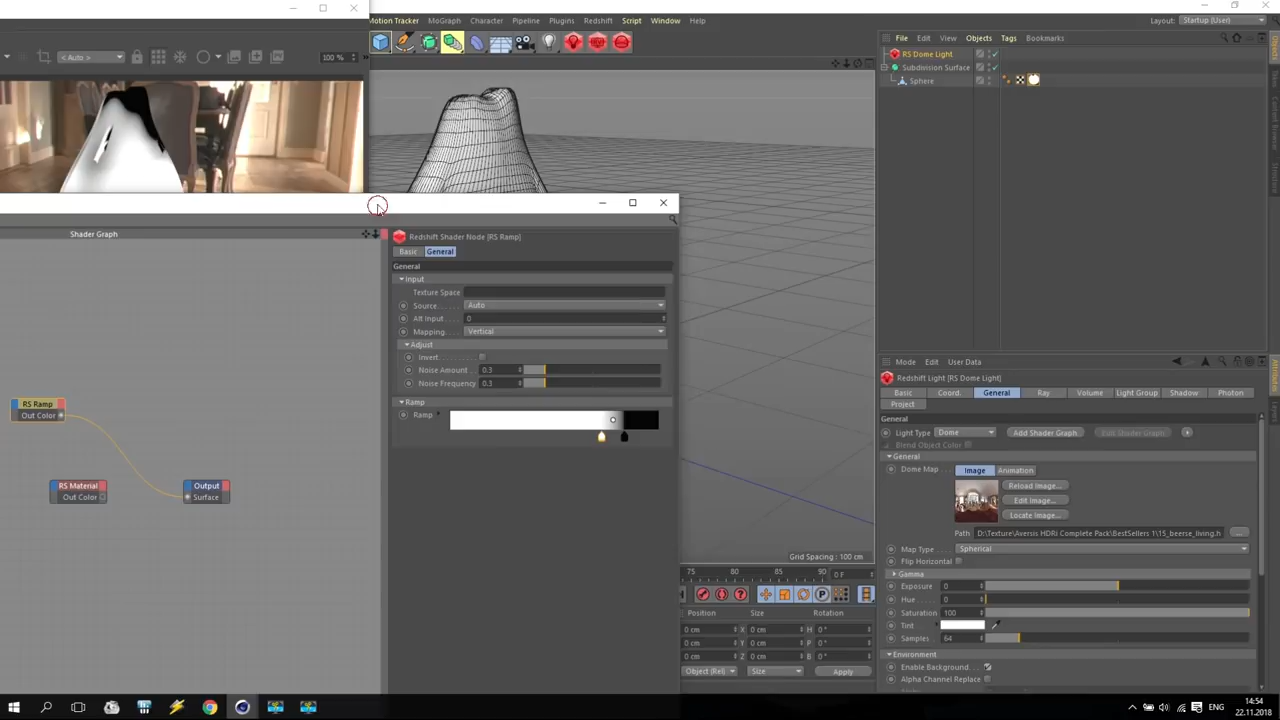 Motion Tracker MoGraph Character Pipeline Plugins Redshift Script Window Help
Layout: Startup (User)
File Edit View Objects Tags Bookmarks
< Auto >
100 %
RS Dome Light
Subdivision Surface
Sphere
Shader Graph
Redshift Shader Node [RS Ramp]
Basic General
General
Input
Texture Space
Source. . . . . . Auto
Alt Input . . . . 0
Mapping. . . . . Vertical
Adjust
Invert. . . . . . . . . .
Noise Amount . 0.3
Noise Frequency 0.3
Ramp
Ramp
RS Ramp
Out Color
RS Material
Out Color
Output
Surface
Grid Spacing : 100 cm
75 80 85 90 0 F
Position Size Rotation
0 cm X 0 cm H 0 °
0 cm Y 0 cm P 0 °
0 cm Z 0 cm B 0 °
Object (Rel) Size Apply
Mode Edit User Data
Redshift Light [RS Dome Light]
Basic Coord. General Ray Volume Light Group Shadow Photon
Project
General
Light Type Dome Add Shader Graph Edit Shader Graph
Blend Object Color
General
Dome Map . . . Image Animation
Reload Image...
Edit Image...
Locate Image...
Path D:\Texture\Aversis HDRi Complete Pack\BestSellers 1\15_beerse_living.h
Map Type . . . . Spherical
Flip Horizontal
Gamma
Exposure 0
Hue . . . . 0
Saturation 100
Tint
Samples 64
Environment
Enable Background. . . .
Alpha Channel Replace
ENG
14:54
22.11.2018